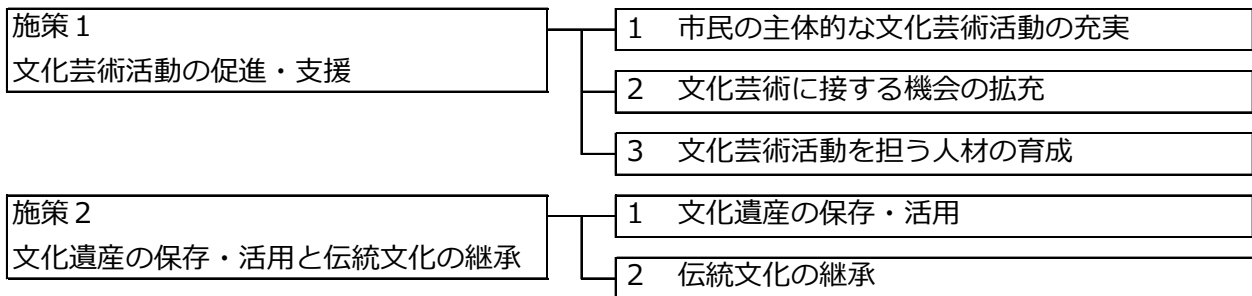 施策１
文化芸術活動の促進・支援
1　市民の主体的な文化芸術活動の充実
2　文化芸術に接する機会の拡充
3　文化芸術活動を担う人材の育成
施策２
文化遺産の保存・活用と伝統文化の継承
1　文化遺産の保存・活用
2　伝統文化の継承